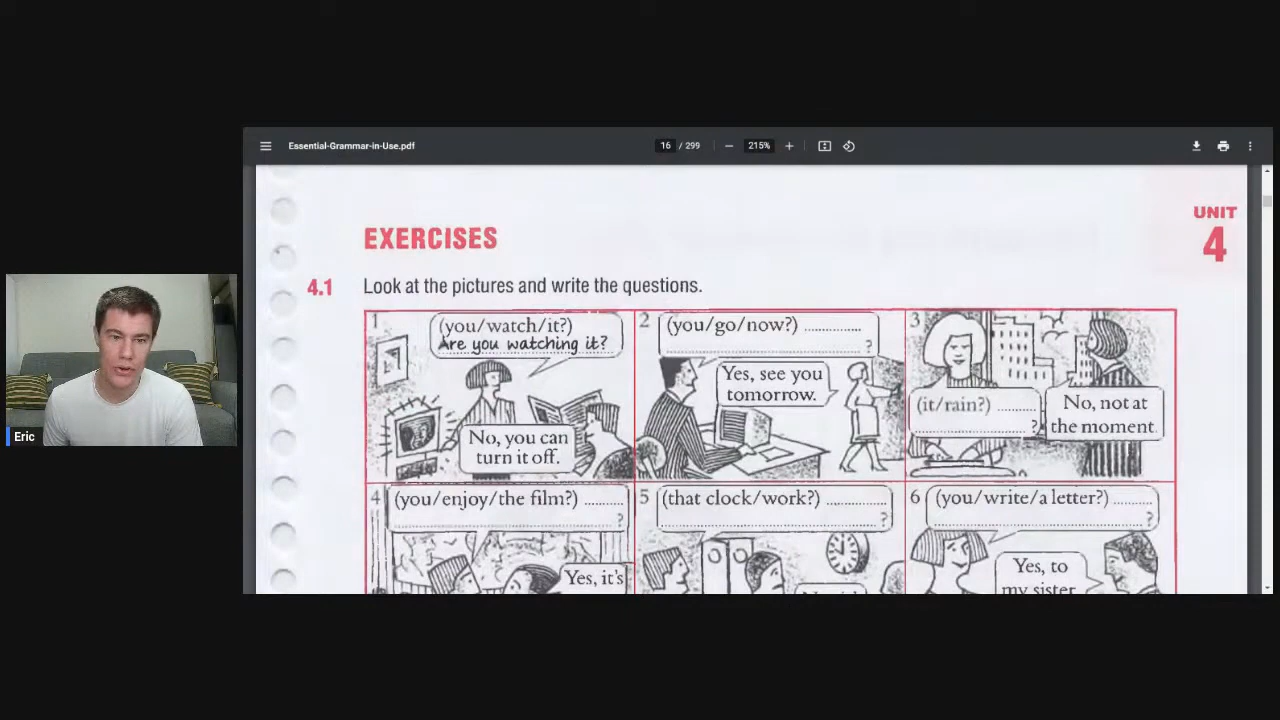 Essential-Grammar-in-Use.pdf
16 / 299
215%
UNIT
4
EXERCISES
4.1 Look at the pictures and write the questions.
1
(you/watch/it?)
Are you watching it?
No, you can
turn it off.
2
(you/go/now?) ..............
?
Yes, see you
tomorrow.
3
(it/rain?) ..........
?
No, not at
the moment.
4
(you/enjoy/the film?) ..........
?
Yes, it's
5
(that clock/work?) ...............
?
6
(you/write/a letter?) ............
?
Yes, to
my sister
Eric